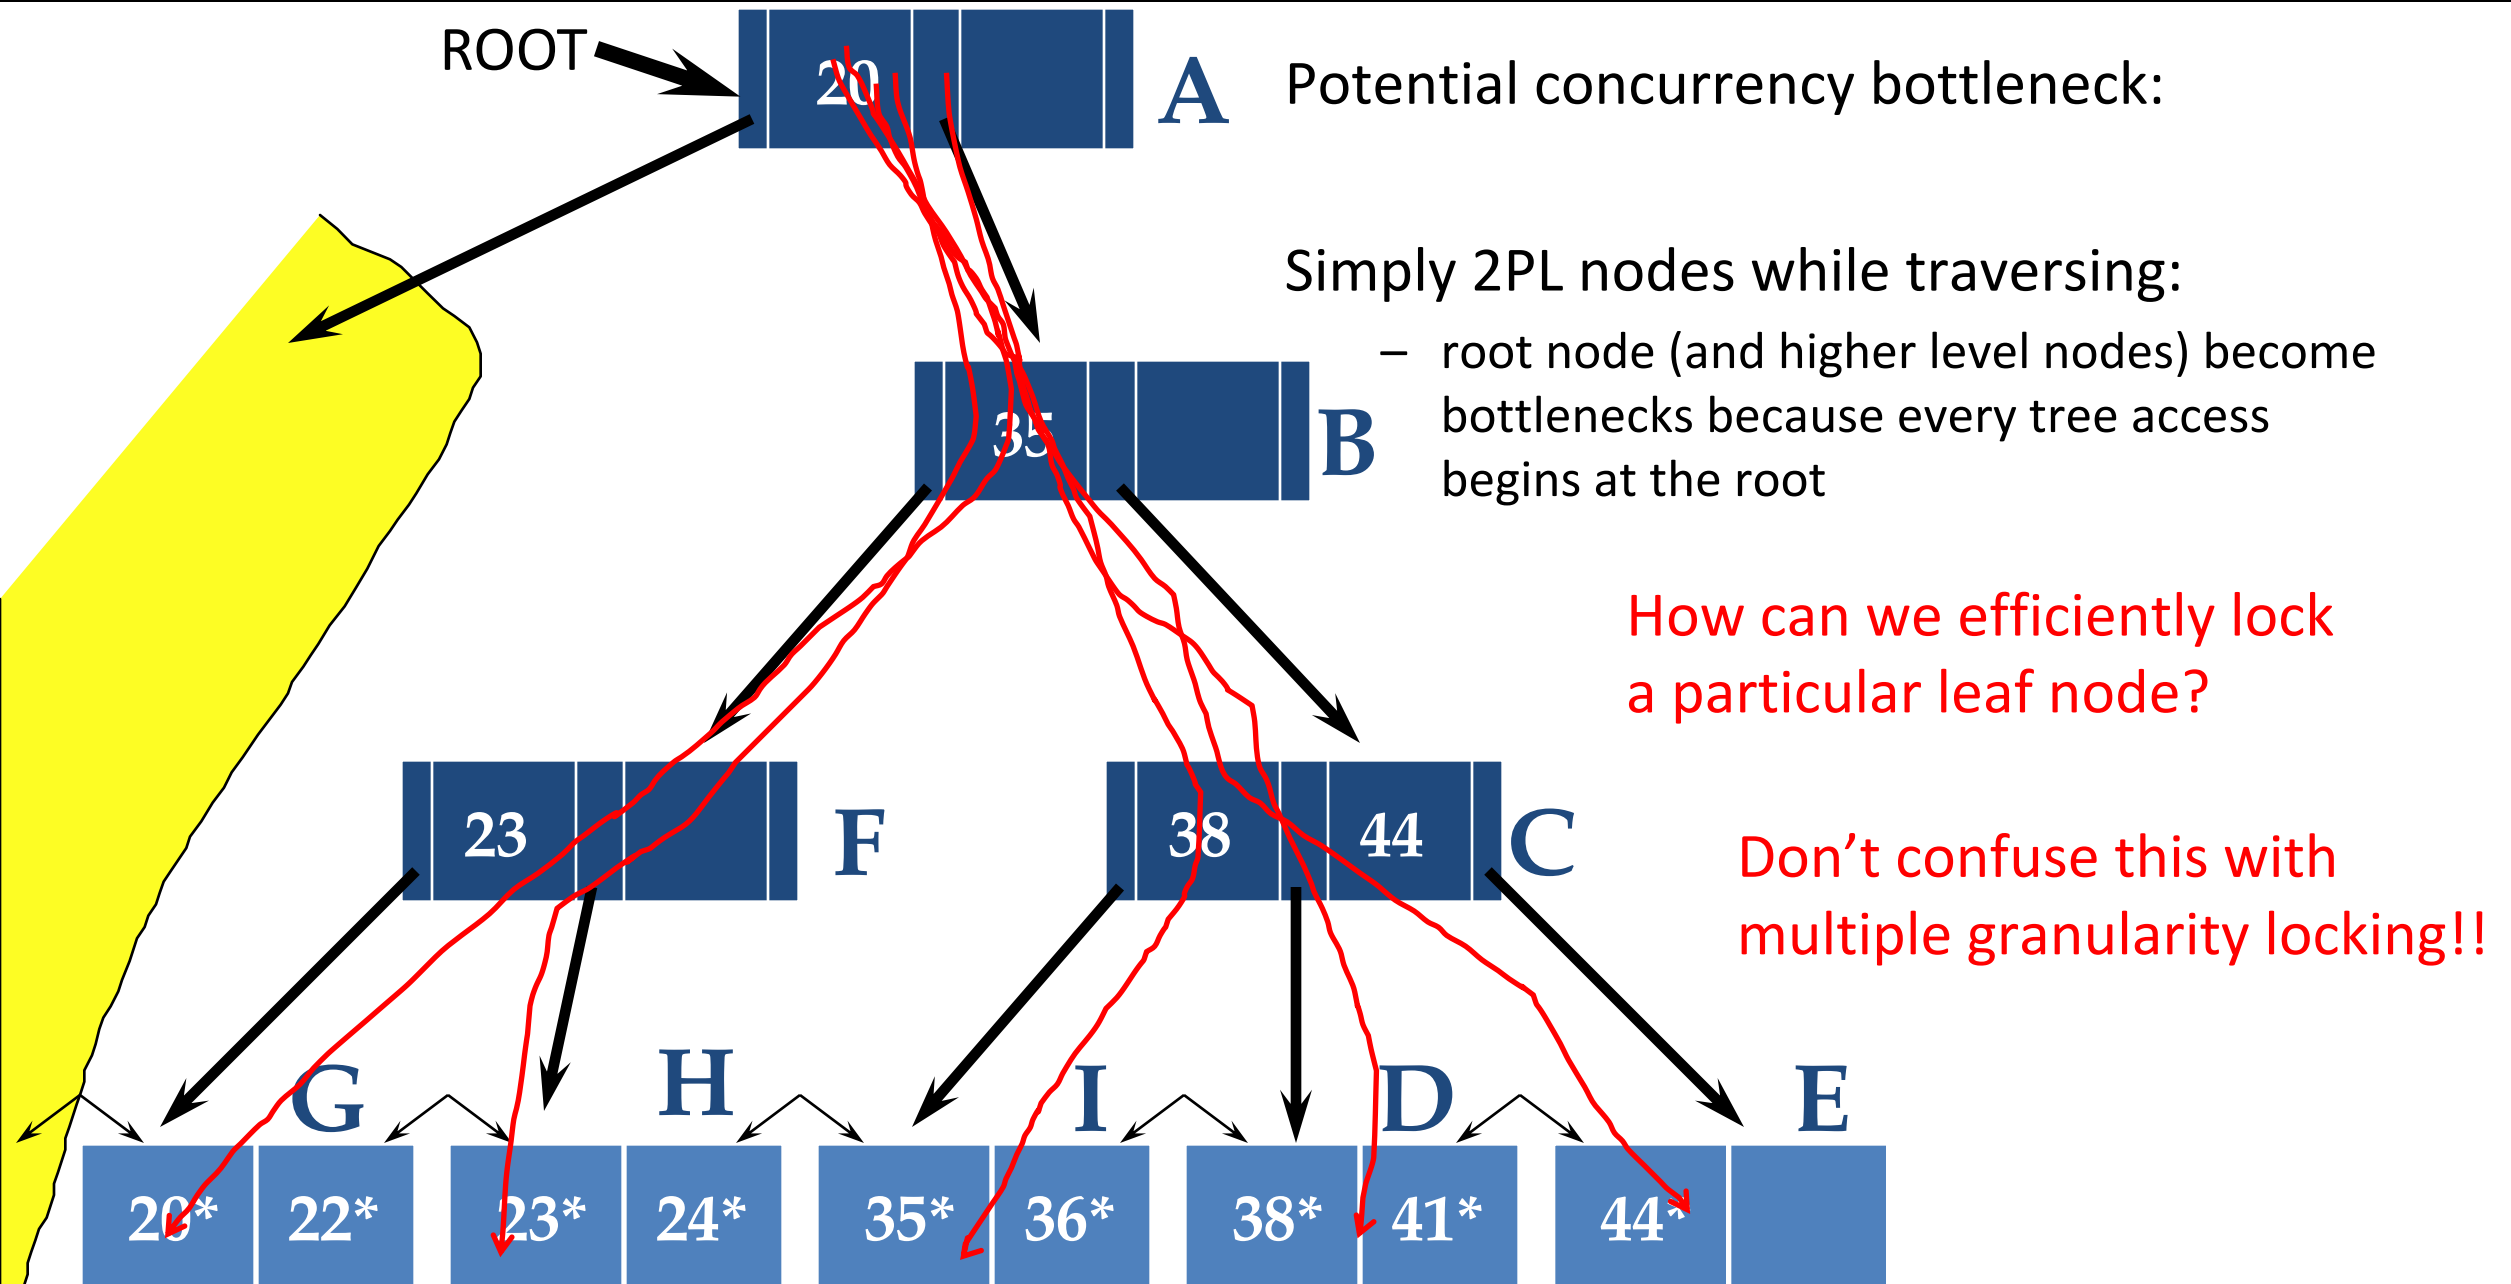 ROOT
20
A
Potential concurrency bottleneck:
Simply 2PL nodes while traversing:
– root node (and higher level nodes) become
bottlenecks because every tree access
begins at the root
35
B
How can we efficiently lock
a particular leaf node?
23
F
38
44
C
Don’t confuse this with
multiple granularity locking!!
G
H
I
D
E
20*
22*
23*
24*
35*
36*
38*
41*
44*